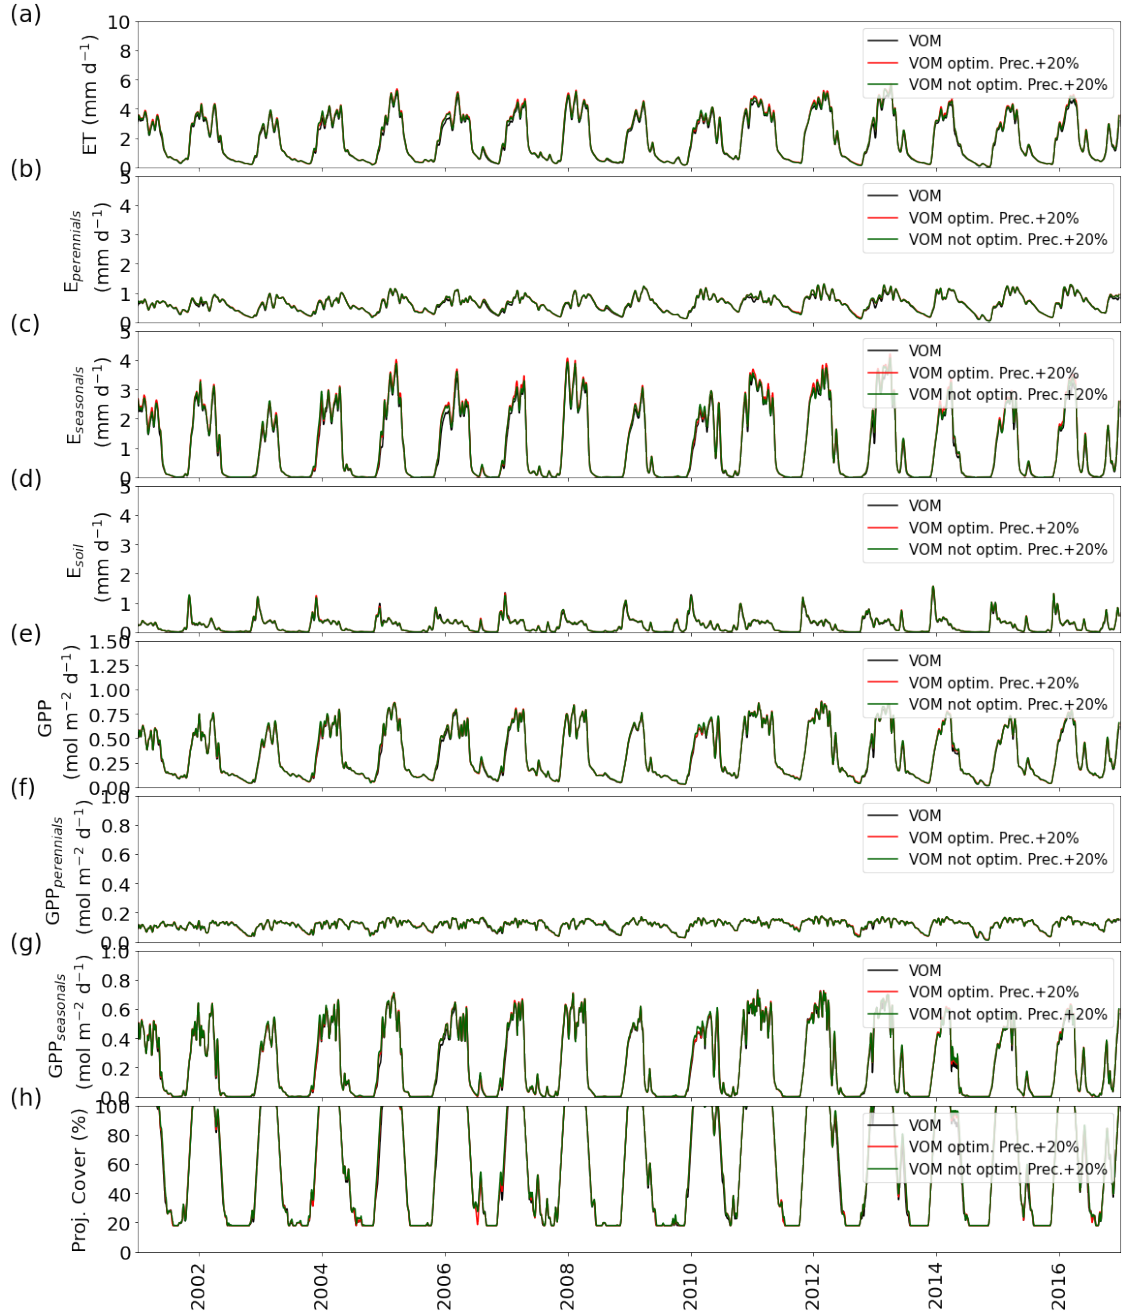 (a)
ET (mm d⁻¹)
10
8
6
4
2
0
VOM
VOM optim. Prec.+20%
VOM not optim. Prec.+20%
(b)
E_perennials
(mm d⁻¹)
5
4
3
2
1
0
VOM
VOM optim. Prec.+20%
VOM not optim. Prec.+20%
(c)
E_seasonals
(mm d⁻¹)
5
4
3
2
1
0
VOM
VOM optim. Prec.+20%
VOM not optim. Prec.+20%
(d)
E_soil
(mm d⁻¹)
5
4
3
2
1
0
VOM
VOM optim. Prec.+20%
VOM not optim. Prec.+20%
(e)
GPP
(mol m⁻² d⁻¹)
1.50
1.25
1.00
0.75
0.50
0.25
0.00
VOM
VOM optim. Prec.+20%
VOM not optim. Prec.+20%
(f)
GPP_perennials
(mol m⁻² d⁻¹)
1.0
0.8
0.6
0.4
0.2
0.0
VOM
VOM optim. Prec.+20%
VOM not optim. Prec.+20%
(g)
GPP_seasonals
(mol m⁻² d⁻¹)
1.0
0.8
0.6
0.4
0.2
0.0
VOM
VOM optim. Prec.+20%
VOM not optim. Prec.+20%
(h)
Proj. Cover (%)
100
80
60
40
20
0
VOM
VOM optim. Prec.+20%
VOM not optim. Prec.+20%
2002
2004
2006
2008
2010
2012
2014
2016